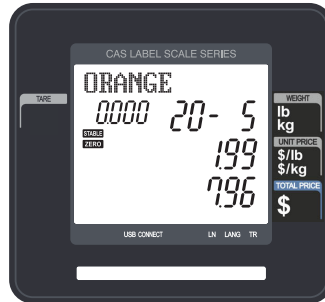 CAS LABEL SCALE SERIES
ORANGE
TARE
0.000 20- 5
WEIGHT
lb
kg
STABLE
ZERO
1.99
UNIT PRICE
$/lb
$/kg
7.96
TOTAL PRICE
$
USB CONNECT LN LANG TR